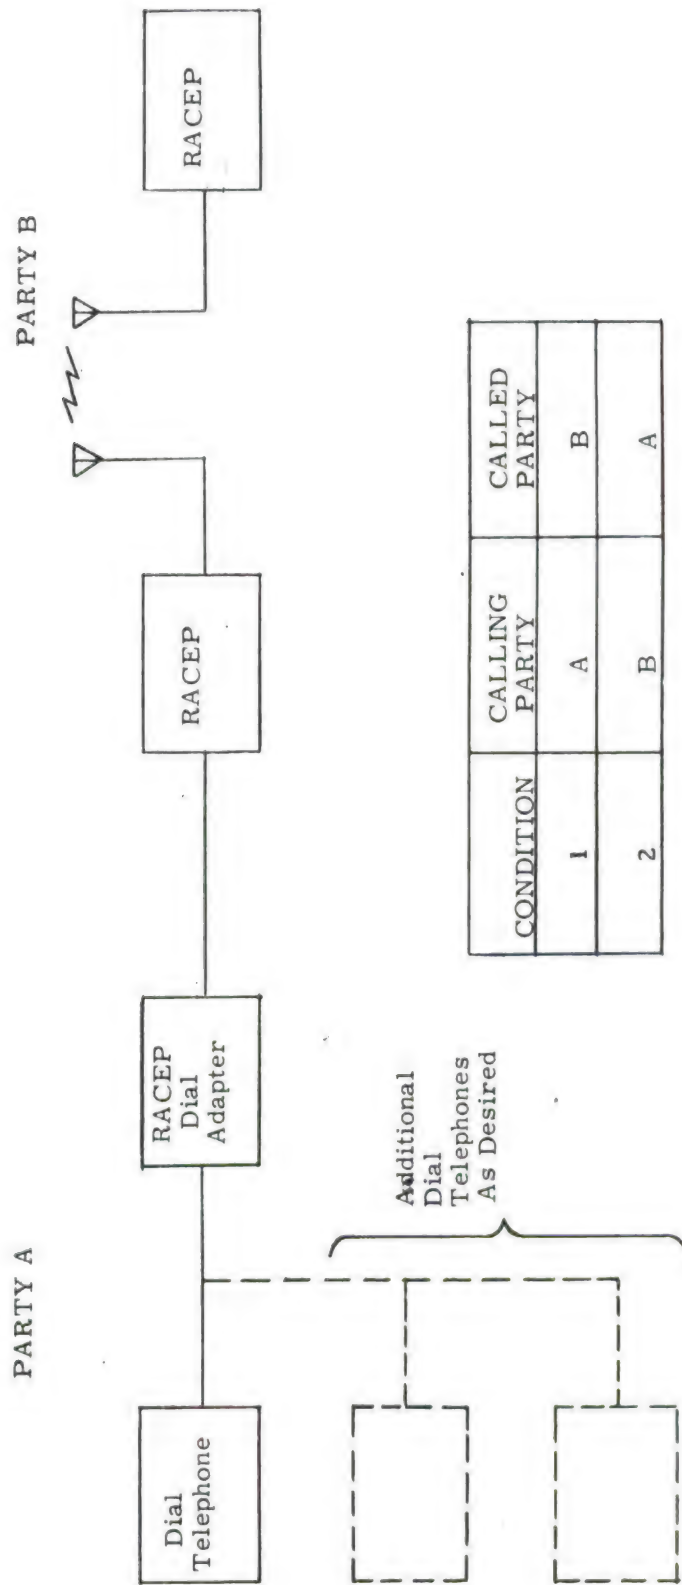 PARTY A
PARTY B
Dial
Telephone
RACEP
Dial
Adapter
RACEP
RACEP
Additional
Dial
Telephones
As Desired
CONDITION CALLING PARTY CALLED PARTY
1 A B
2 B A